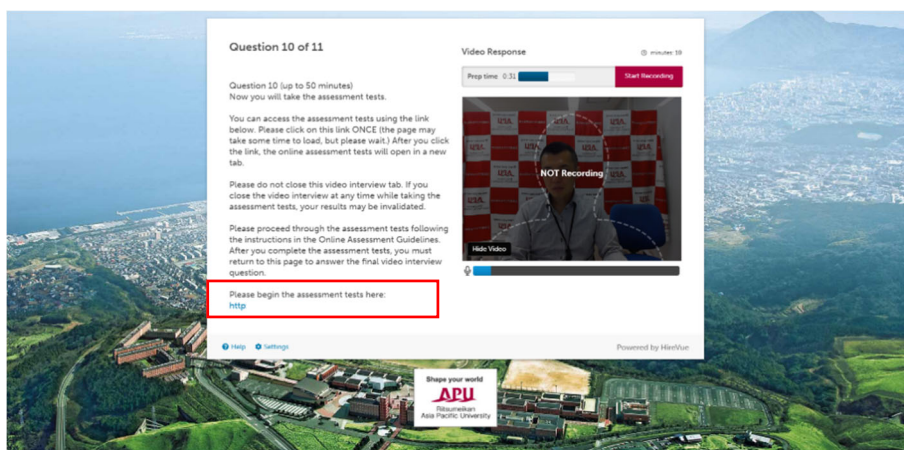 Question 10 of 11
Question 10 (up to 50 minutes)
Now you will take the assessment tests.
You can access the assessment tests using the link
below. Please click on this link ONCE (the page may
take some time to load, but please wait.) After you click
the link, the online assessment tests will open in a new
tab.
Please do not close this video interview tab. If you
close the video interview at any time while taking the
assessment tests, your results may be invalidated.
Please proceed through the assessment tests following
the instructions in the Online Assessment Guidelines.
After you complete the assessment tests, you must
return to this page to answer the final video interview
question.
Please begin the assessment tests here:
http
Help Settings
Video Response
minutes
Prep time 0:31
Start Recording
NOT Recording
Hide Video
Powered by HireVue
Shape your world
APU
Ritsumeikan
Asia Pacific University